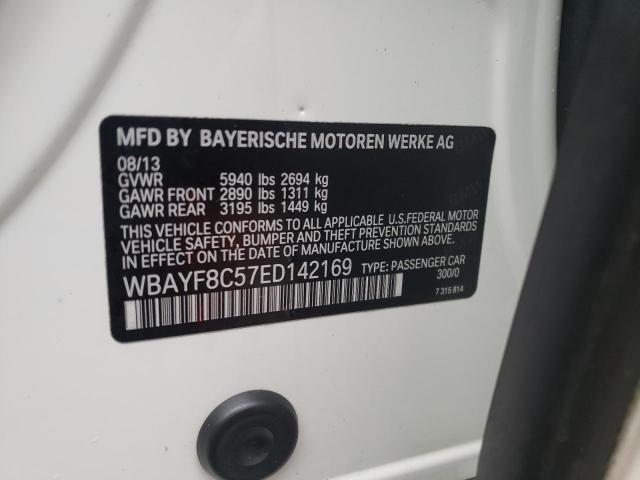 MFD BY BAYERISCHE MOTOREN WERKE AG
08/13
GVWR 5940 lbs 2694 kg
GAWR FRONT 2890 lbs 1311 kg
GAWR REAR 3195 lbs 1449 kg
THIS VEHICLE CONFORMS TO ALL APPLICABLE U.S.FEDERAL MOTOR
VEHICLE SAFETY, BUMPER AND THEFT PREVENTION STANDARDS
IN EFFECT ON THE DATE OF MANUFACTURE SHOWN ABOVE.
WBAYF8C57ED142169 TYPE: PASSENGER CAR
300/0
7 315 814